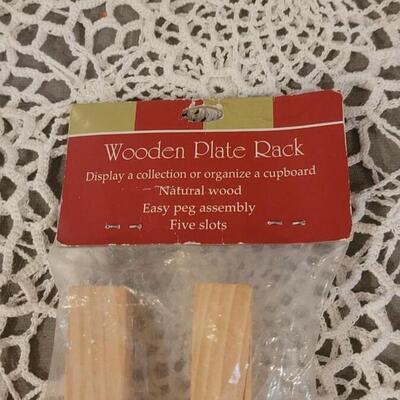 Wooden Plate Rack
Display a collection or organize a cupboard
Natural wood
Easy peg assembly
Five slots